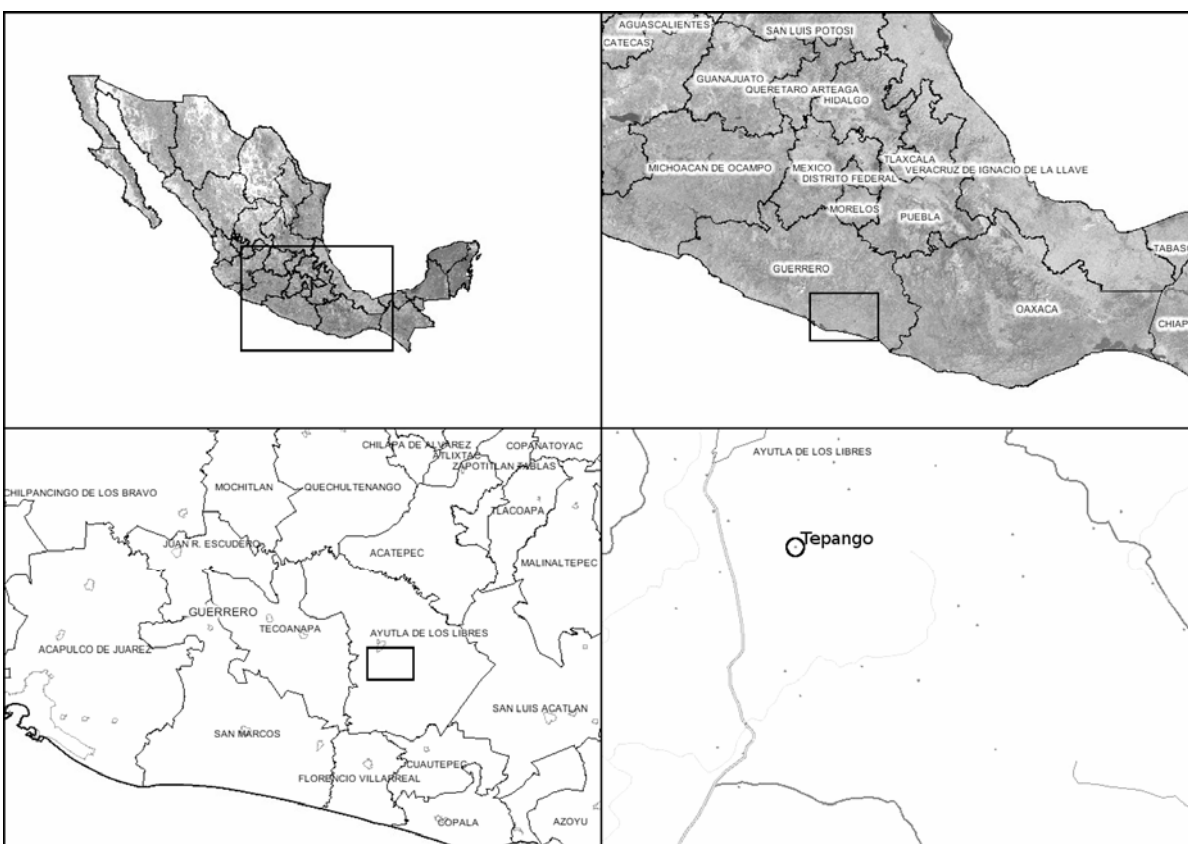 AGUASCALIENTES
CATECAS
SAN LUIS POTOSI
GUANAJUATO
QUERETARO ARTEAGA
HIDALGO
MICHOACAN DE OCAMPO
MEXICO
TLAXCALA
DISTRITO FEDERAL
VERACRUZ DE IGNACIO DE LA LLAVE
MORELOS
PUEBLA
GUERRERO
OAXACA
TABASC
CHIAP
CHILPANCINGO DE LOS BRAVO
MOCHITLAN
QUECHULTENANGO
CHILAPA DE ALVAREZ
ATLIXTAC
COPANATOYAC
ZAPOTITLAN TABLAS
TLACOAPA
JUAN R. ESCUDERO
ACATEPEC
MALINALTEPEC
GUERRERO
TECOANAPA
AYUTLA DE LOS LIBRES
ACAPULCO DE JUAREZ
SAN LUIS ACATLAN
SAN MARCOS
CUAUTEPEC
FLORENCIO VILLARREAL
COPALA
AZOYU
AYUTLA DE LOS LIBRES
Tepango